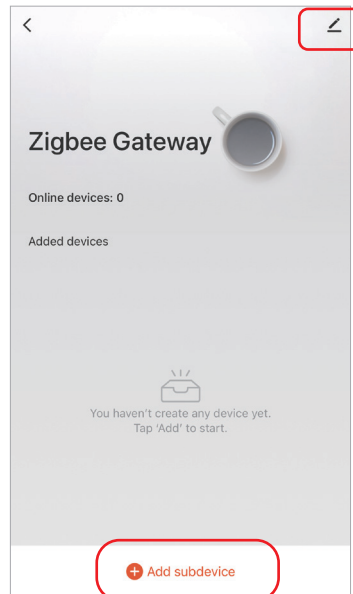 Zigbee Gateway
Online devices: 0
Added devices
You haven't create any device yet.
Tap 'Add' to start.
Add subdevice